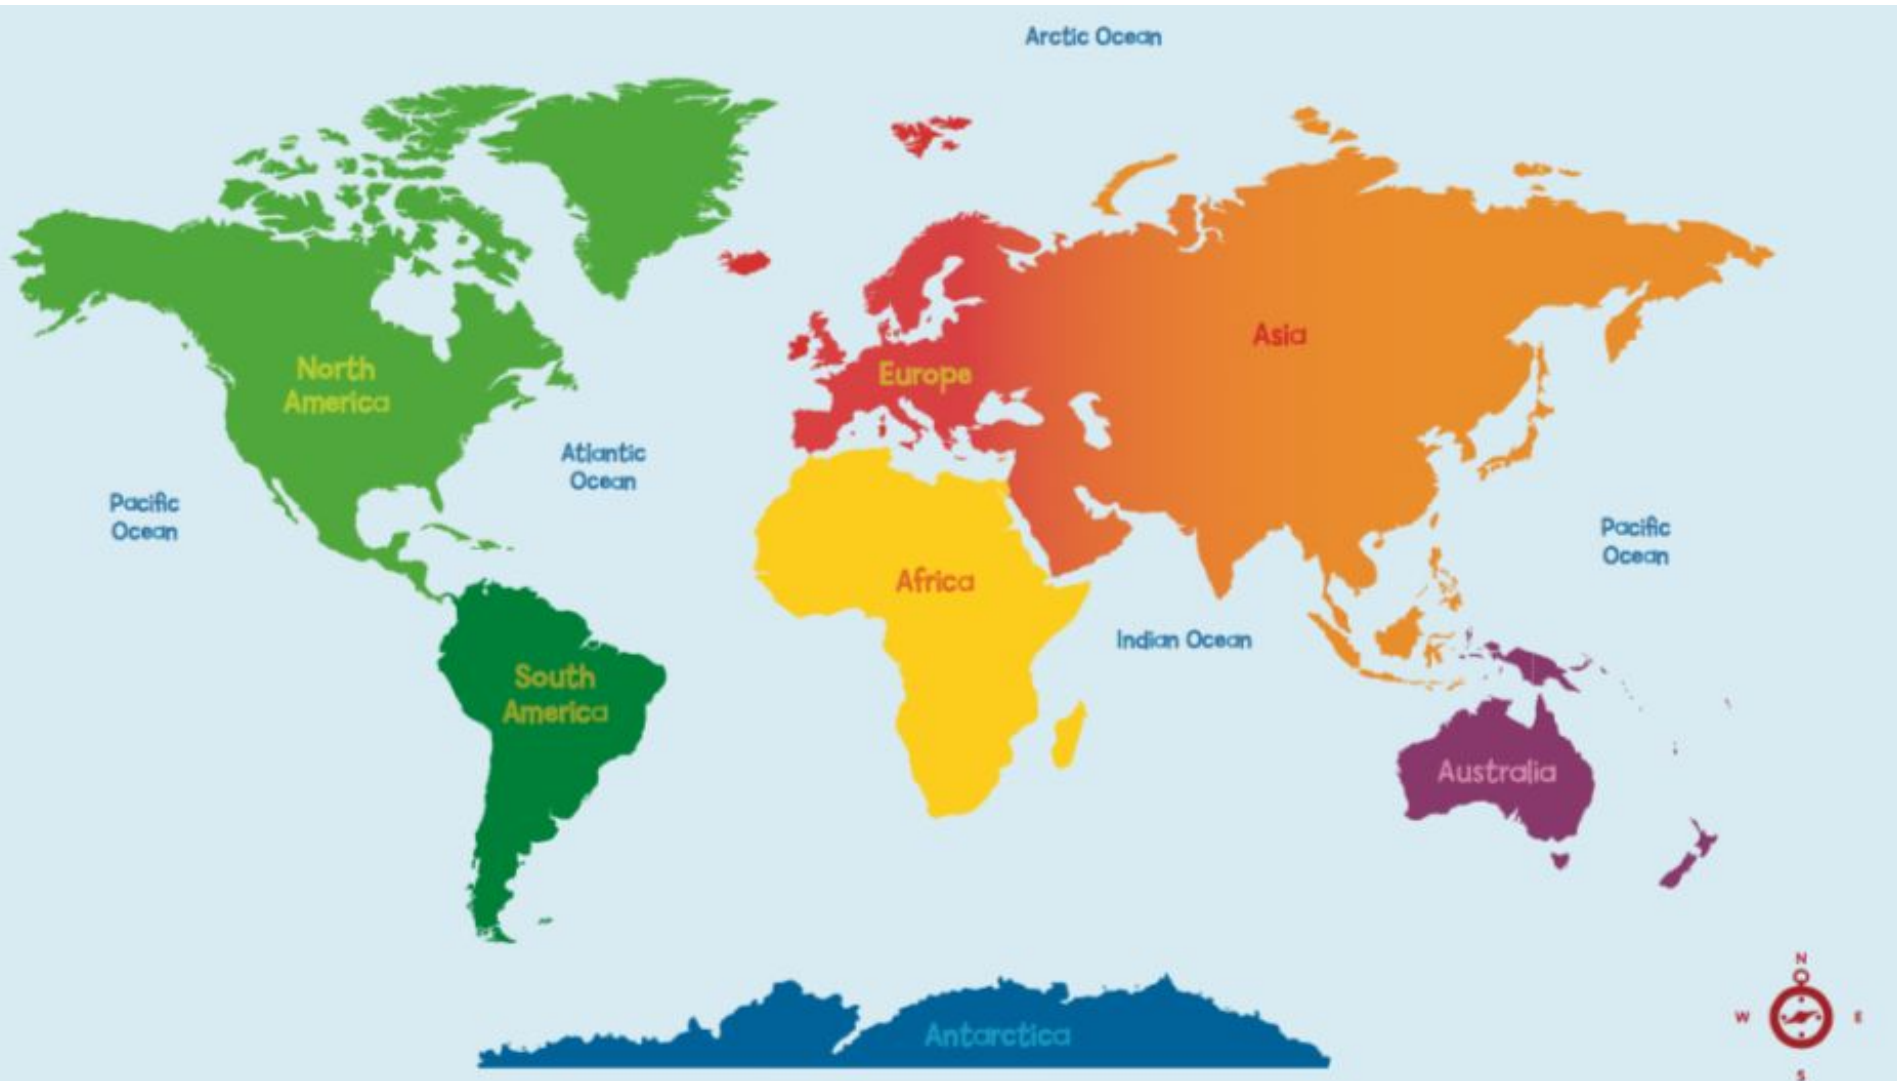 Arctic Ocean
North
America
Europe
Asia
Atlantic
Ocean
Pacific
Ocean
Pacific
Ocean
Africa
Indian Ocean
South
America
Australia
Antarctica
N
W
E
S